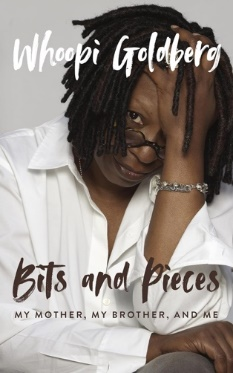 Whoopi Goldberg
Bits and Pieces
MY MOTHER, MY BROTHER, AND ME